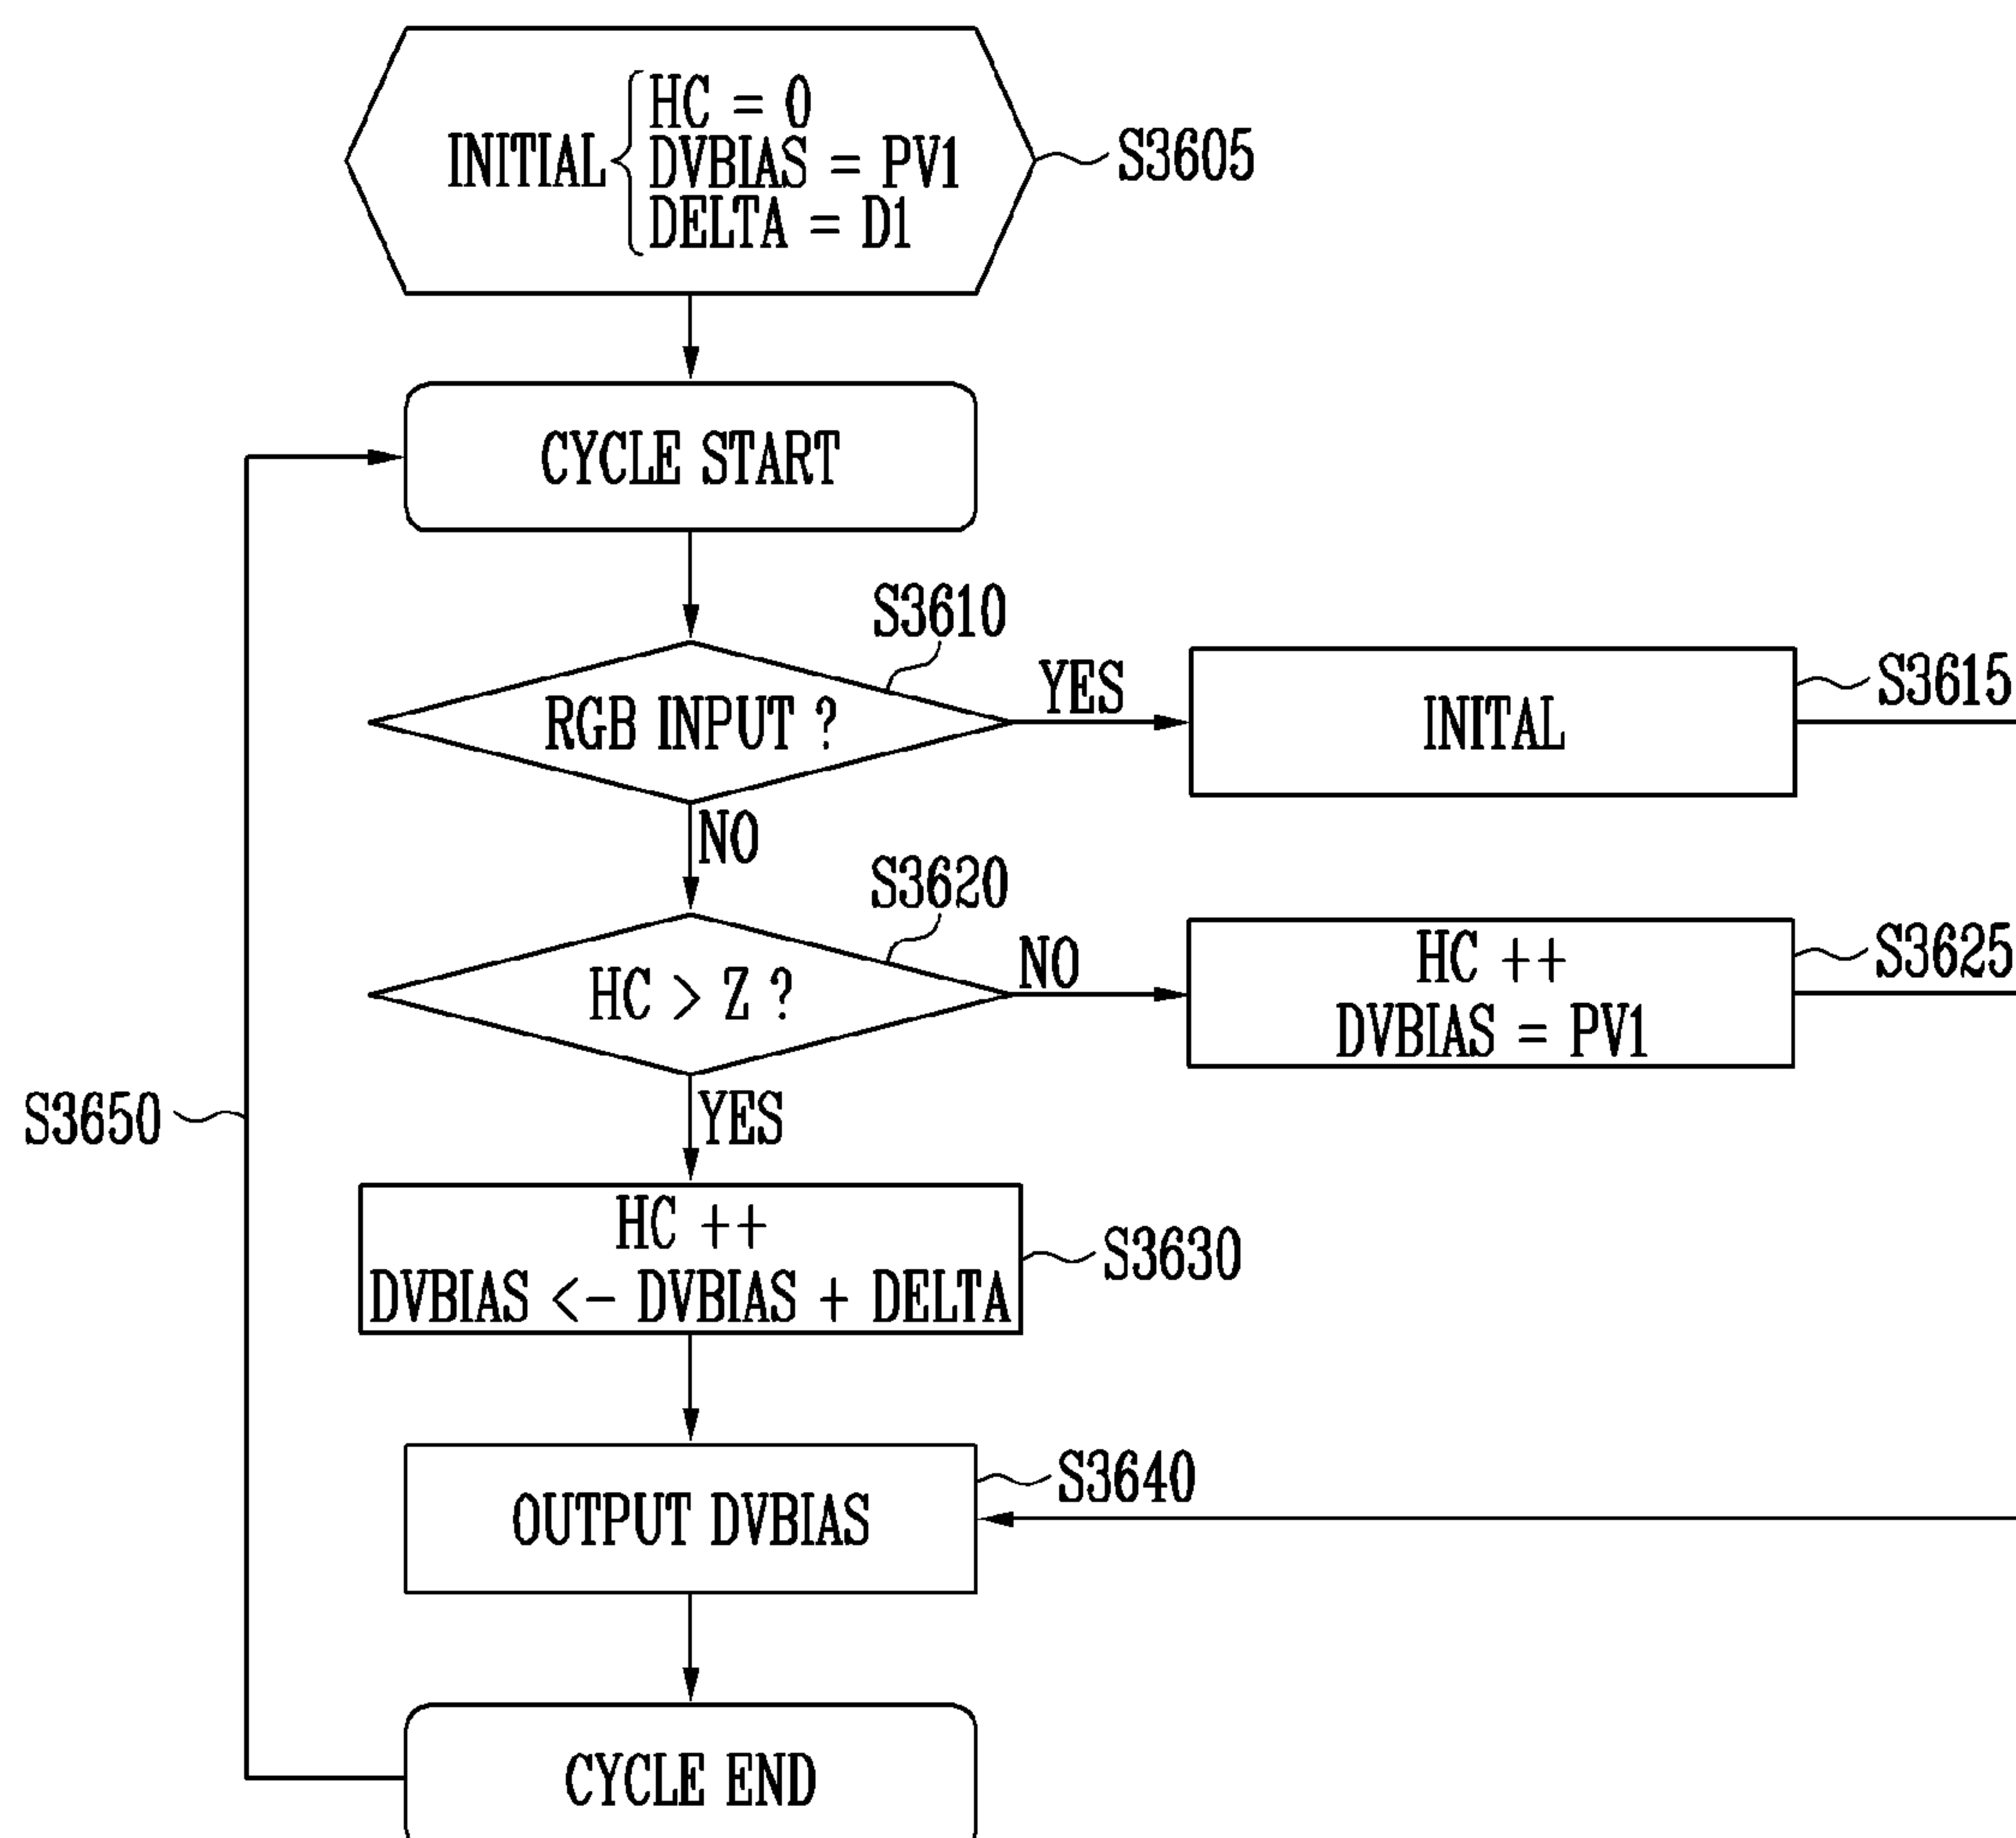 HC = 0
INITIAL
DVBIAS = PV1
DELTA = D1
S3605
CYCLE START
S3610
RGB INPUT ?
YES
INITAL
S3615
NO
S3620
HC > Z ?
NO
HC ++
DVBIAS = PV1
S3625
YES
S3650
HC ++
DVBIAS <- DVBIAS + DELTA
S3630
OUTPUT DVBIAS
S3640
CYCLE END